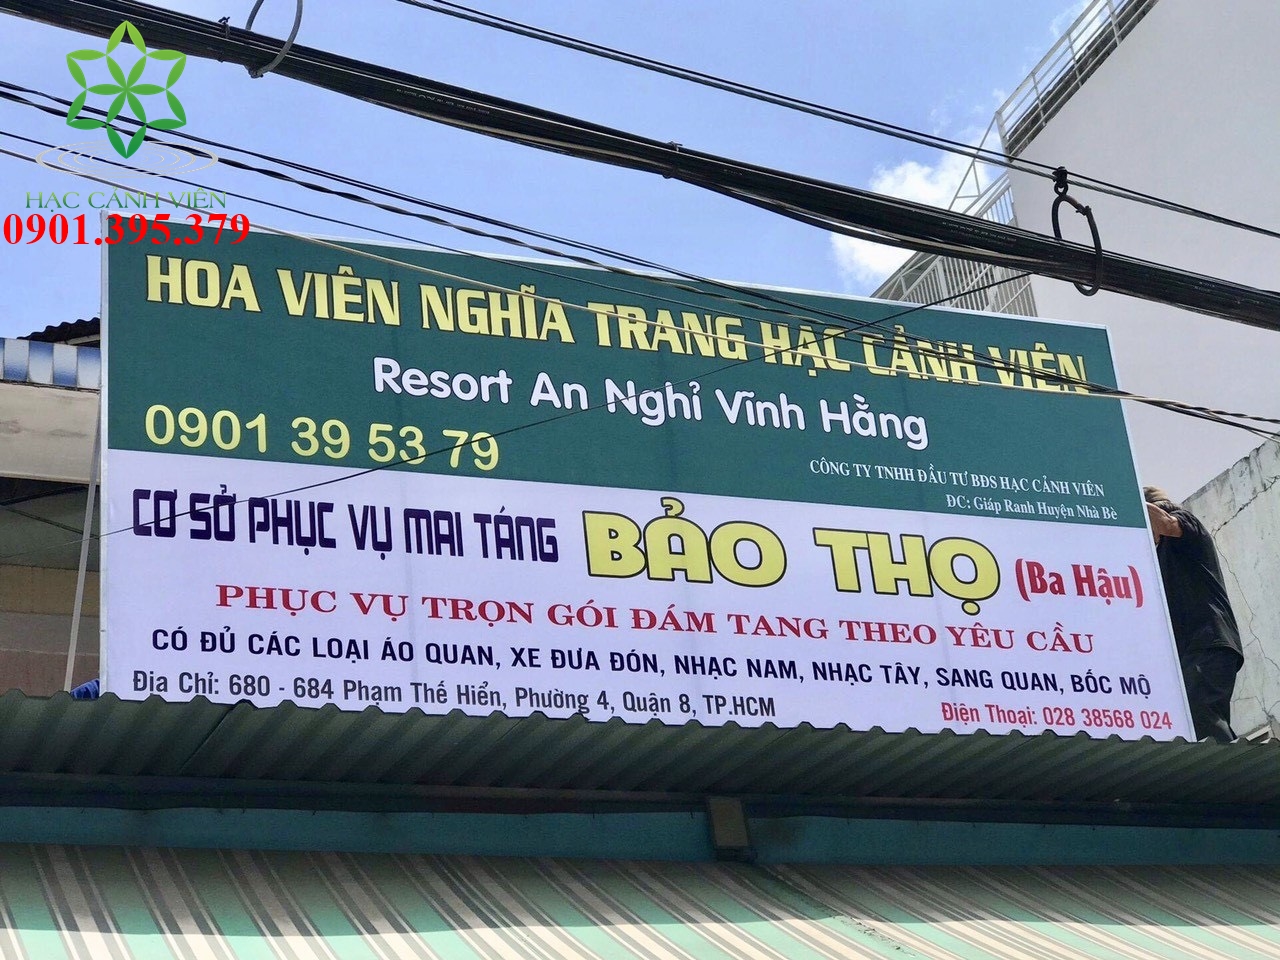 HẠC CẢNH VIÊN
0901.395.379
HOA VIÊN NGHĨA TRANG HẠC CẢNH VIÊN
Resort An Nghỉ Vĩnh Hằng
0901 39 53 79
CÔNG TY TNHH ĐẦU TƯ BĐS HẠC CẢNH VIÊN
ĐC: Giáp Ranh Huyện Nhà Bè
CƠ SỞ PHỤC VỤ MAI TÁNG BẢO THỌ (Ba Hậu)
PHỤC VỤ TRỌN GÓI ĐÁM TANG THEO YÊU CẦU
CÓ ĐỦ CÁC LOẠI ÁO QUAN, XE ĐƯA ĐÓN, NHẠC NAM, NHẠC TÂY, SANG QUAN, BỐC MỘ
Địa Chỉ: 680 - 684 Phạm Thế Hiển, Phường 4, Quận 8, TP.HCM
Điện Thoại: 028 38568 024